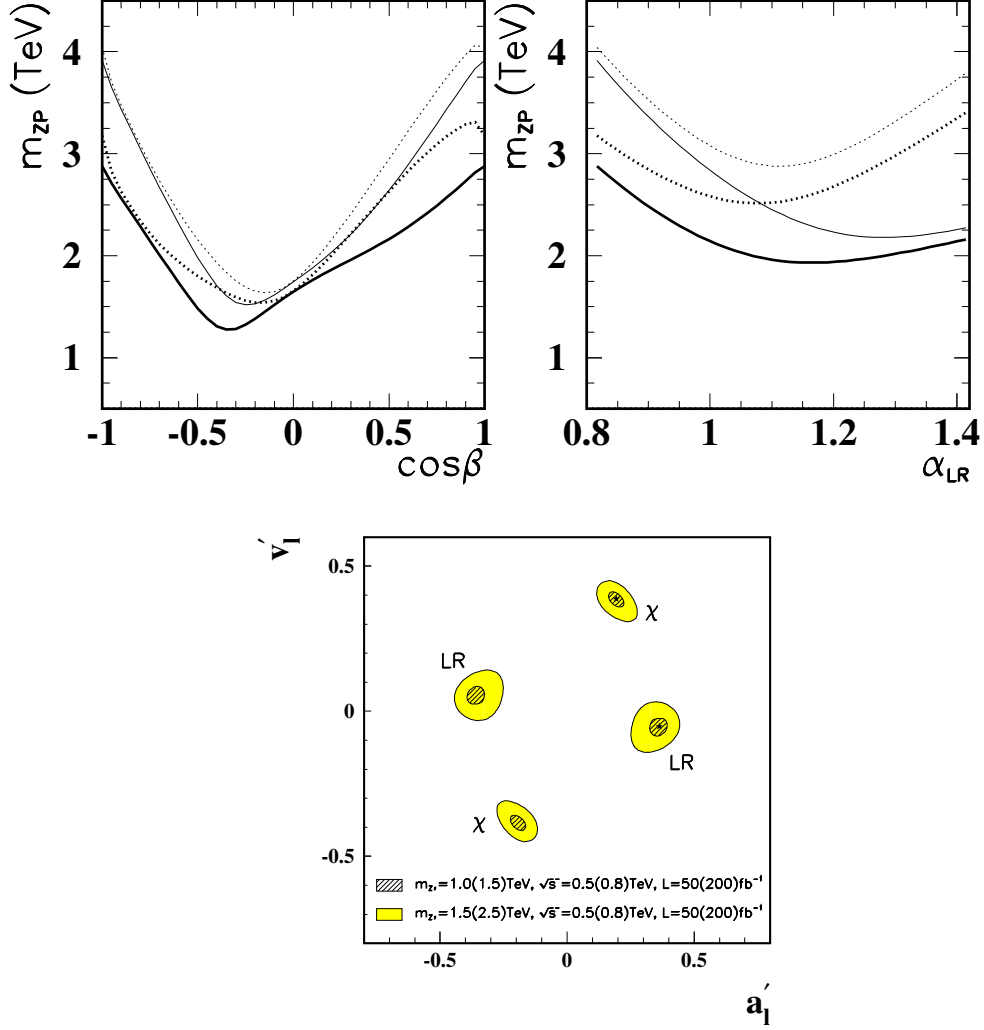 m_ZP (TeV)
4
3
2
1
-1 -0.5 0 0.5 1
cosβ
m_ZP (TeV)
4
3
2
1
0.8 1 1.2 1.4
α_LR
v_l′
0.5
0
-0.5
χ
LR
LR
χ
m_z′=1.0(1.5)TeV, √s=0.5(0.8)TeV, L=50(200)fb⁻¹
m_z′=1.5(2.5)TeV, √s=0.5(0.8)TeV, L=50(200)fb⁻¹
-0.5 0 0.5
a_l′